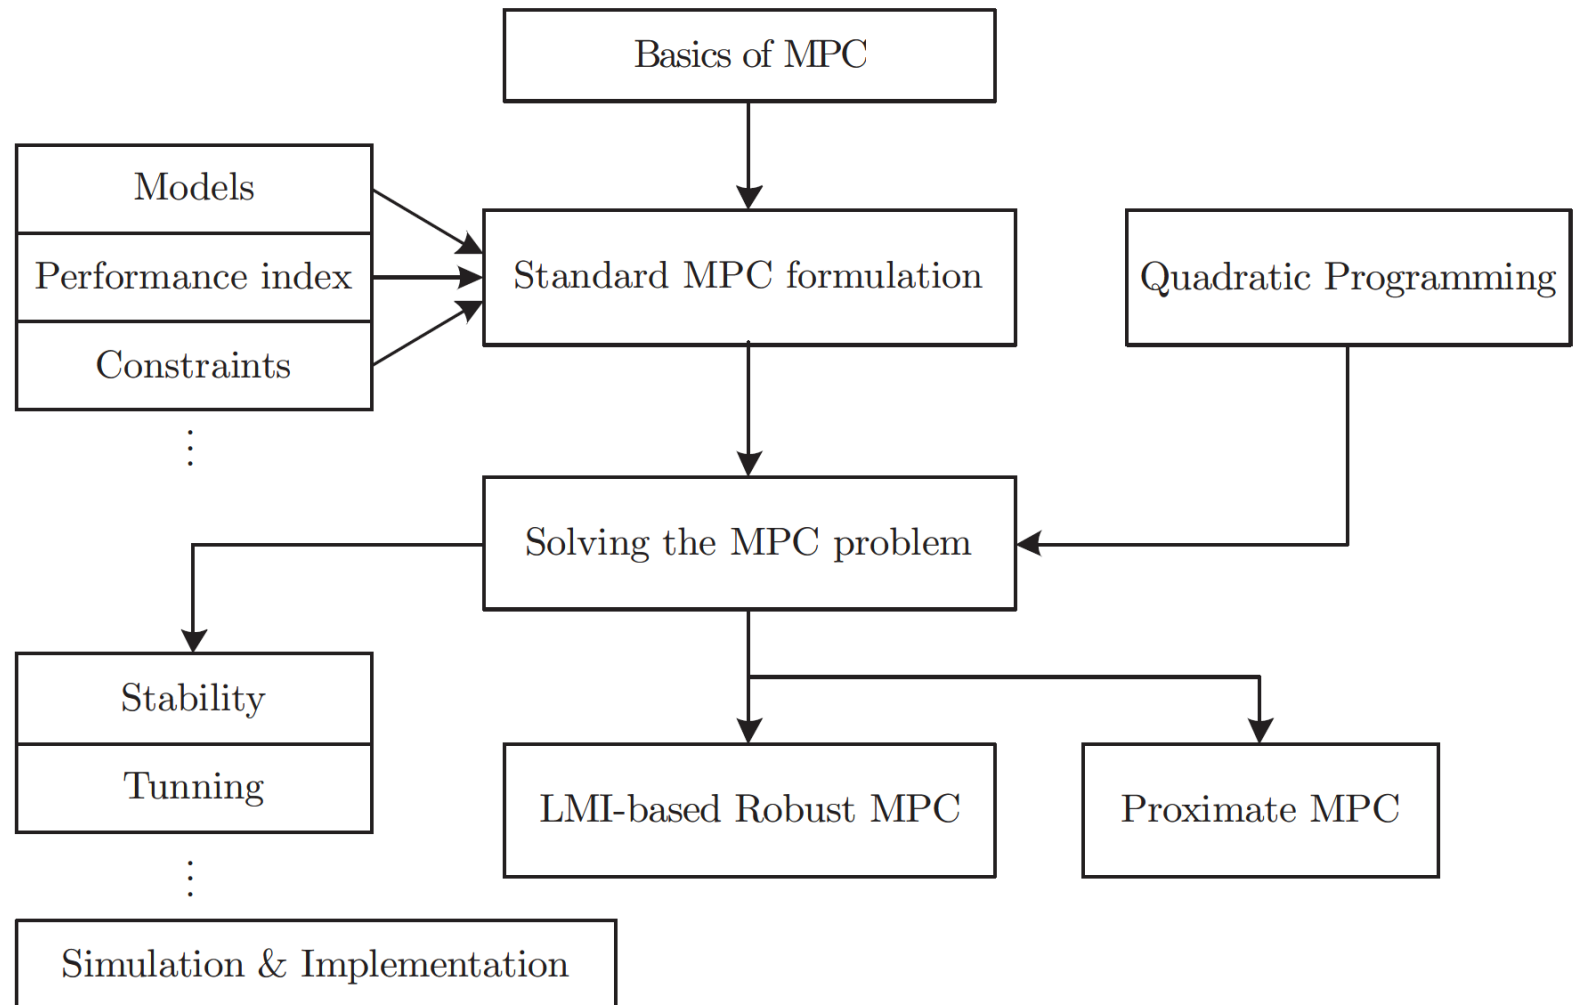 Basics of MPC
Models
Performance index
Constraints
⋮
Standard MPC formulation
Quadratic Programming
Solving the MPC problem
Stability
Tunning
⋮
LMI-based Robust MPC
Proximate MPC
Simulation & Implementation